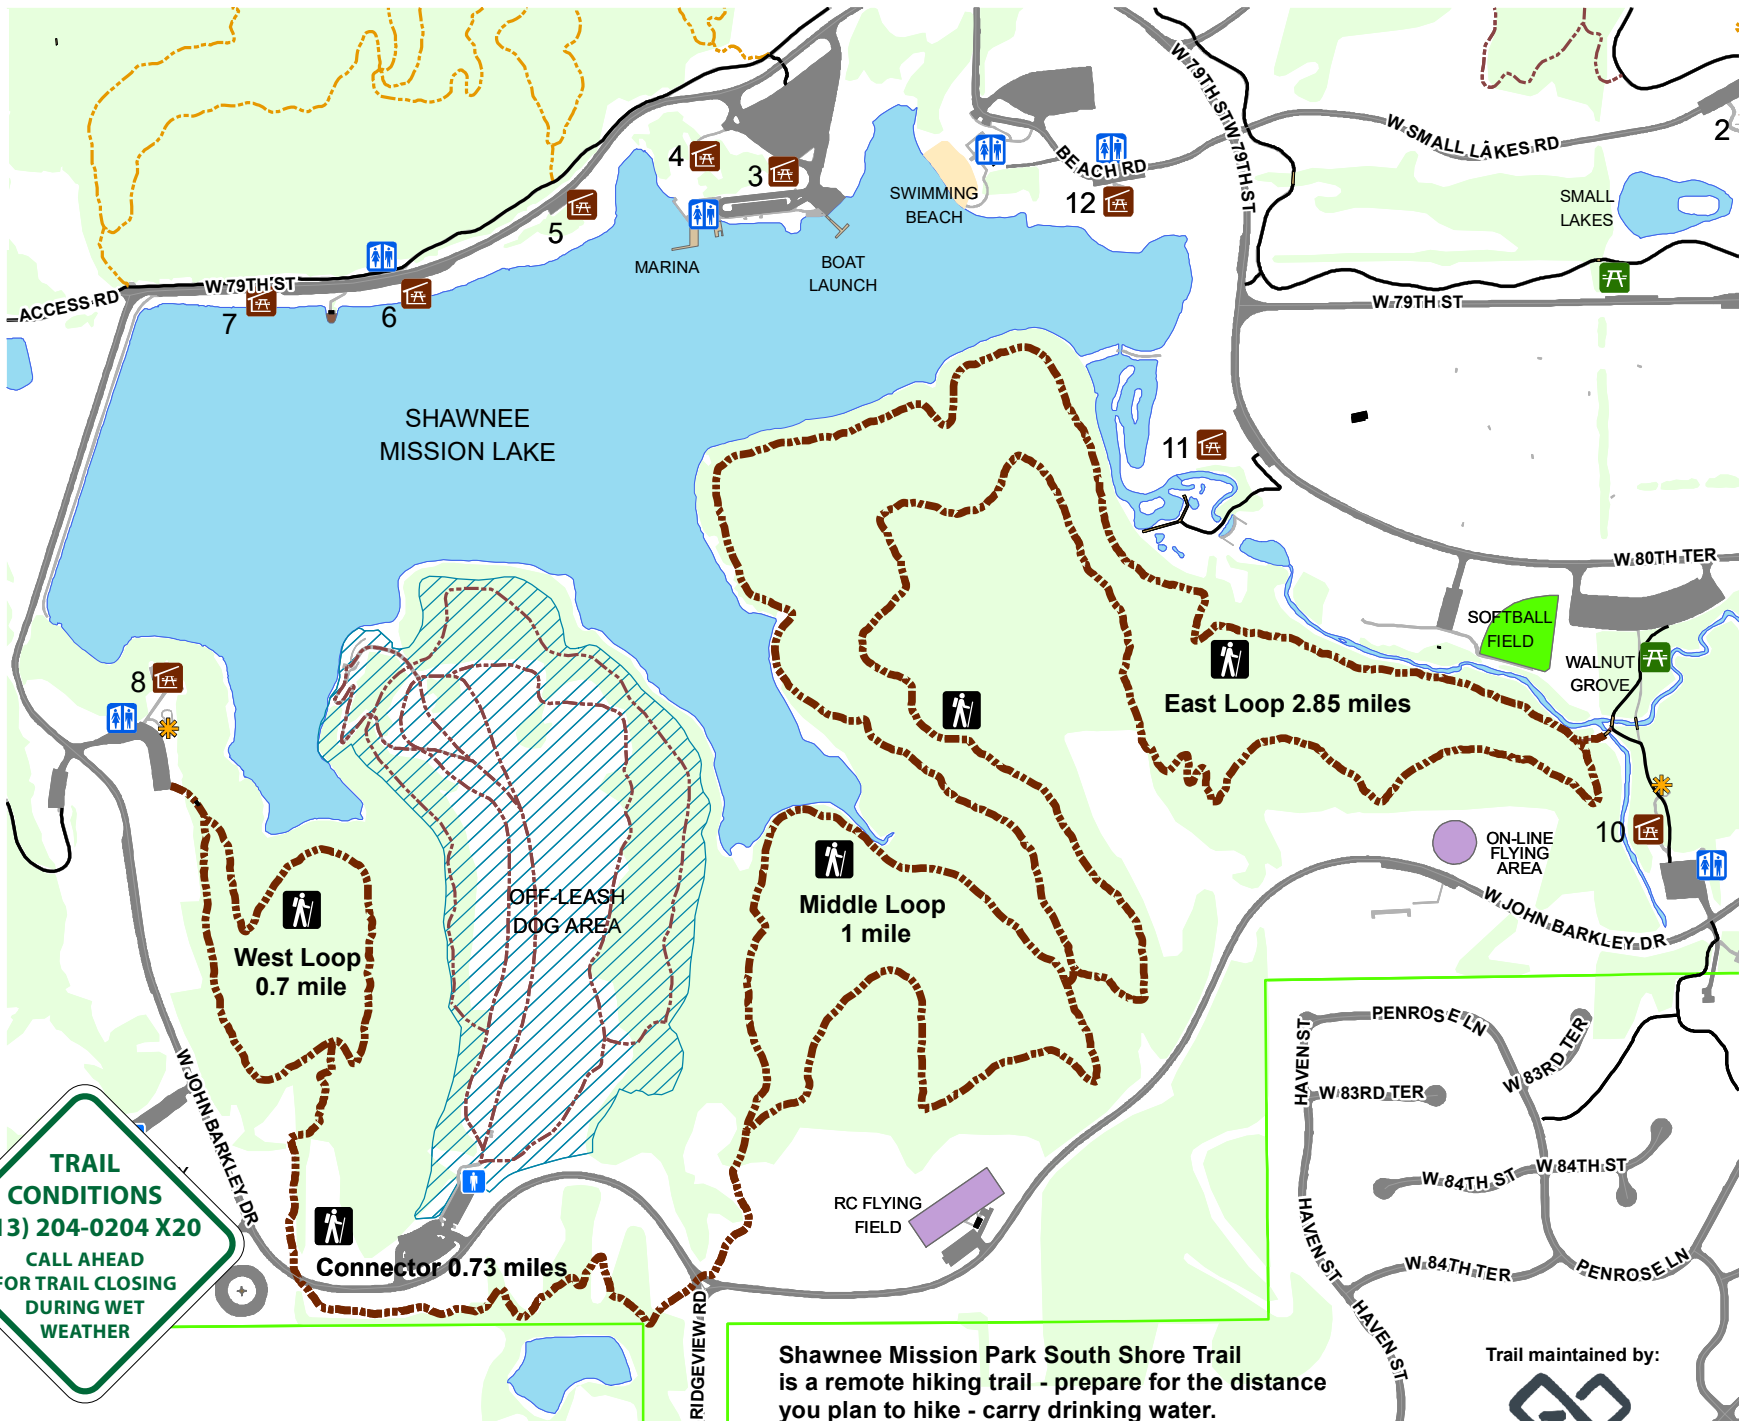 W 79TH ST
W 79TH ST
W SMALL LAKES RD
2
BEACH RD
4
3
12
SWIMMING
BEACH
SMALL
LAKES
5
MARINA
BOAT
LAUNCH
ACCESS RD
W 79TH ST
7
6
W 79TH ST
SHAWNEE
MISSION LAKE
11
W 80TH TER
SOFTBALL
FIELD
WALNUT
GROVE
8
East Loop 2.85 miles
10
ON-LINE
FLYING
AREA
OFF-LEASH
DOG AREA
Middle Loop
1 mile
W JOHN BARKLEY DR
West Loop
0.7 mile
PENROSE LN
HAVEN ST
W 83RD TER
W 83RD TER
W JOHN BARKLEY DR
TRAIL
CONDITIONS
13) 204-0204 X20
CALL AHEAD
FOR TRAIL CLOSING
DURING WET
WEATHER
W 84TH ST
W 84TH ST
RC FLYING
FIELD
HAVEN ST
Connector 0.73 miles
W 84TH TER
PENROSE LN
RIDGEVIEW RD
HAVEN ST
Shawnee Mission Park South Shore Trail
is a remote hiking trail - prepare for the distance
you plan to hike - carry drinking water.
Trail maintained by: